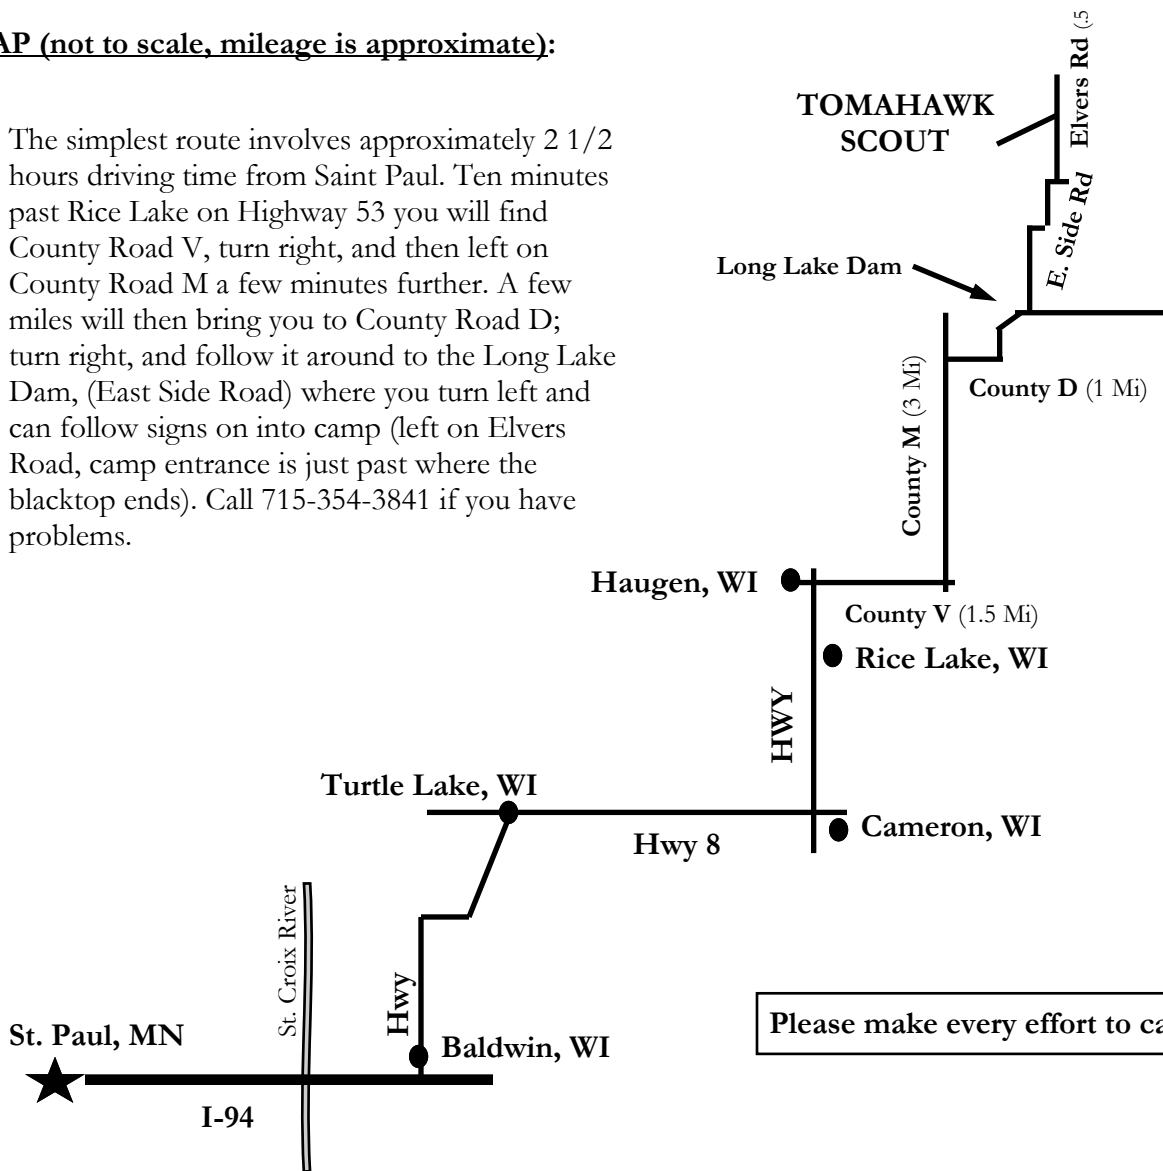 AP (not to scale, mileage is approximate):
The simplest route involves approximately 2 1/2
hours driving time from Saint Paul. Ten minutes
past Rice Lake on Highway 53 you will find
County Road V, turn right, and then left on
County Road M a few minutes further. A few
miles will then bring you to County Road D;
turn right, and follow it around to the Long Lake
Dam, (East Side Road) where you turn left and
can follow signs on into camp (left on Elvers
Road, camp entrance is just past where the
blacktop ends). Call 715-354-3841 if you have
problems.
Elvers Rd (.5
TOMAHAWK
SCOUT
E. Side Rd
Long Lake Dam
County D (1 Mi)
County M (3 Mi)
Haugen, WI
County V (1.5 Mi)
Rice Lake, WI
HWY
Turtle Lake, WI
Cameron, WI
Hwy 8
St. Croix River
Hwy
St. Paul, MN
Baldwin, WI
I-94
Please make every effort to ca